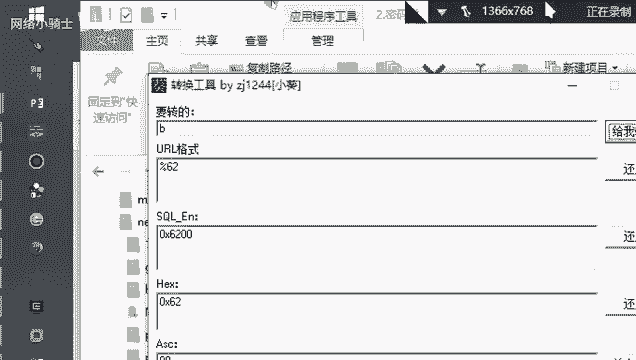 网络小骑士
应用程序工具
2.密码
1366x768
正在录制
文件
主页
共享
查看
管理
固定到"快
速访问"
复制路径
新建项目
转换工具 by zj1244[小葵]
要转的:
b
给我
URL格式
%62
还
SQL_En:
0x6200
还
Hex:
0x62
还
Asc: